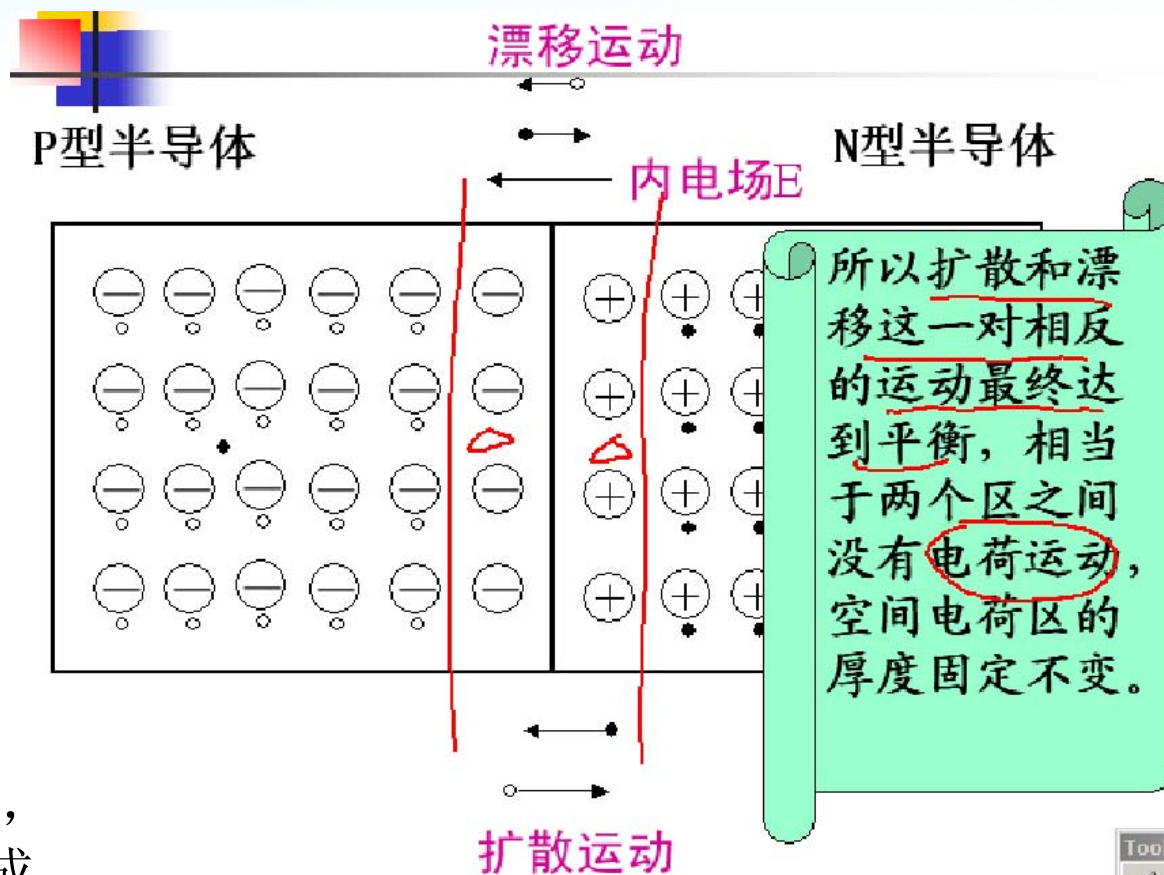 漂移运动
P型半导体
N型半导体
内电场E
所以扩散和漂
移这一对相反
的运动最终达
到平衡，相当
于两个区之间
没有电荷运动，
空间电荷区的
厚度固定不变。
扩散运动
，
成
Tool